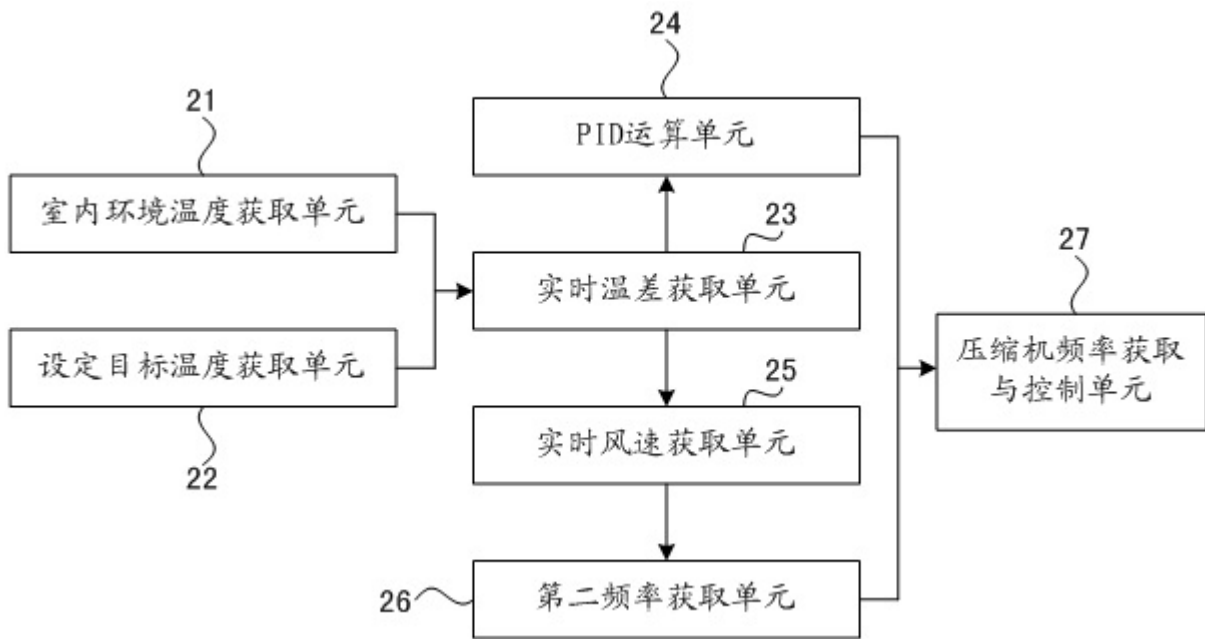 24
21
PID运算单元
室内环境温度获取单元
23
27
实时温差获取单元
设定目标温度获取单元
压缩机频率获取
与控制单元
25
22
实时风速获取单元
26
第二频率获取单元